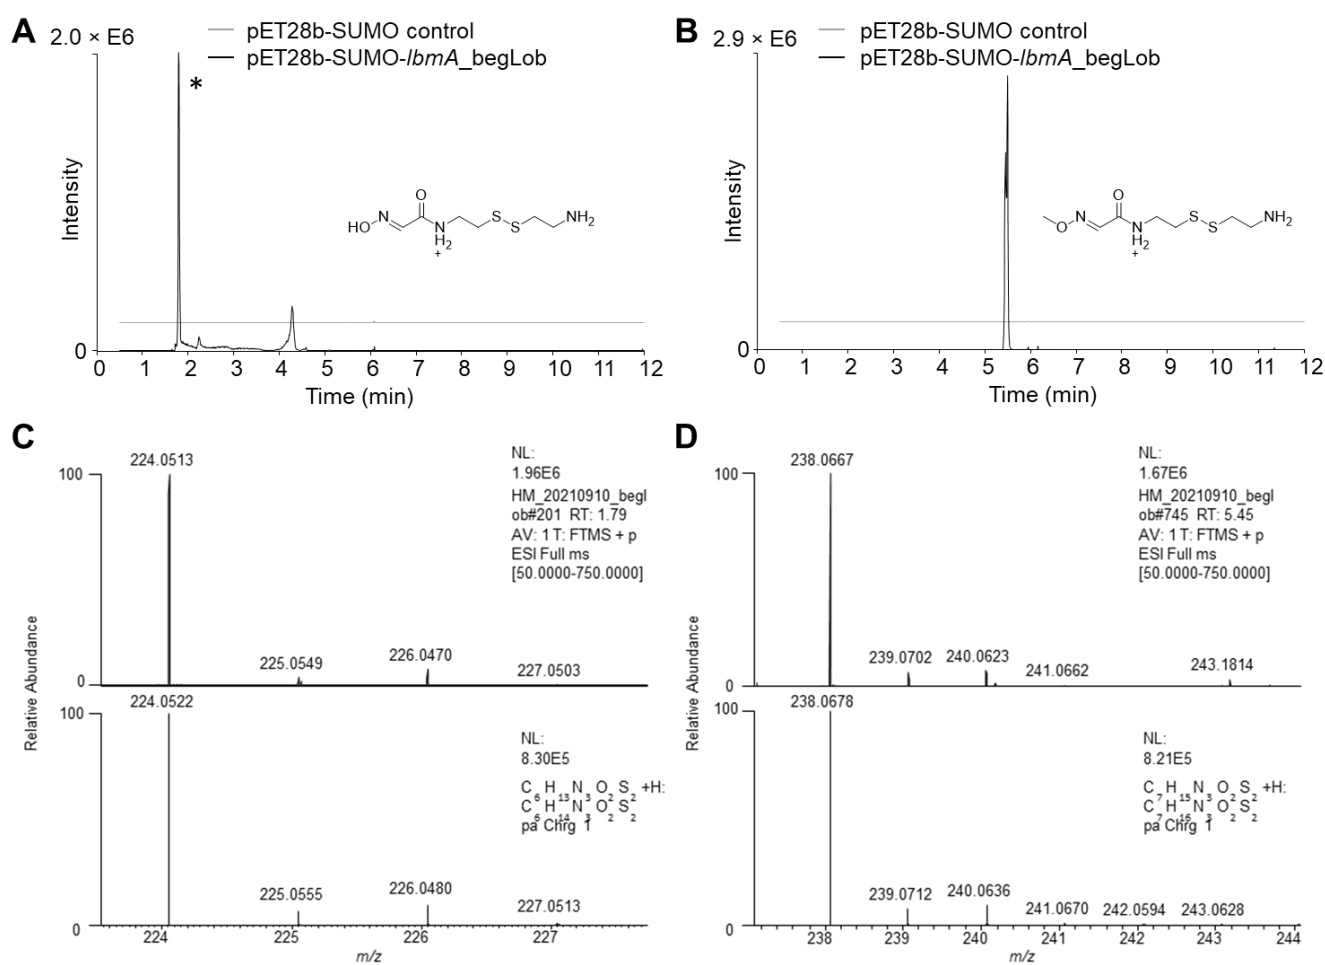 A
2.0 × E6
pET28b-SUMO control
pET28b-SUMO-lbmA_begLob
*
Intensity
HO
N
O
N
H2
+
S
S
NH2
0
0 1 2 3 4 5 6 7 8 9 10 11 12
Time (min)
B
2.9 × E6
pET28b-SUMO control
pET28b-SUMO-lbmA_begLob
Intensity
O
N
O
N
H2
+
S
S
NH2
0
0 1 2 3 4 5 6 7 8 9 10 11 12
Time (min)
C
Relative Abundance
100
224.0513
225.0549
226.0470
227.0503
0
NL:
1.96E6
HM_20210910_begl
ob#201 RT: 1.79
AV: 1 T: FTMS + p
ESI Full ms
[50.0000-750.0000]
100
224.0522
225.0555
226.0480
227.0513
0
NL:
8.30E5
C6 H13 N3 O2 S2 +H:
C6 H14 N3 O2 S2
pa Chrg 1
224 225 226 227
m/z
D
Relative Abundance
100
238.0667
239.0702
240.0623
241.0662
243.1814
0
NL:
1.67E6
HM_20210910_begl
ob#745 RT: 5.45
AV: 1 T: FTMS + p
ESI Full ms
[50.0000-750.0000]
100
238.0678
239.0712
240.0636
241.0670
242.0594
243.0628
0
NL:
8.21E5
C7 H15 N3 O2 S2 +H:
C7 H16 N3 O2 S2
pa Chrg 1
238 239 240 241 242 243 244
m/z